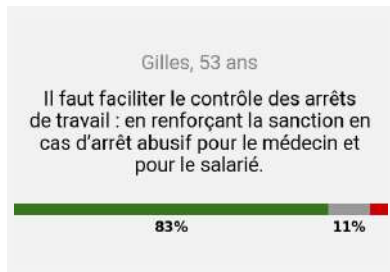 Gilles, 53 ans
Il faut faciliter le contrôle des arrêts
de travail : en renforçant la sanction en
cas d'arrêt abusif pour le médecin et
pour le salarié.
83% 11%